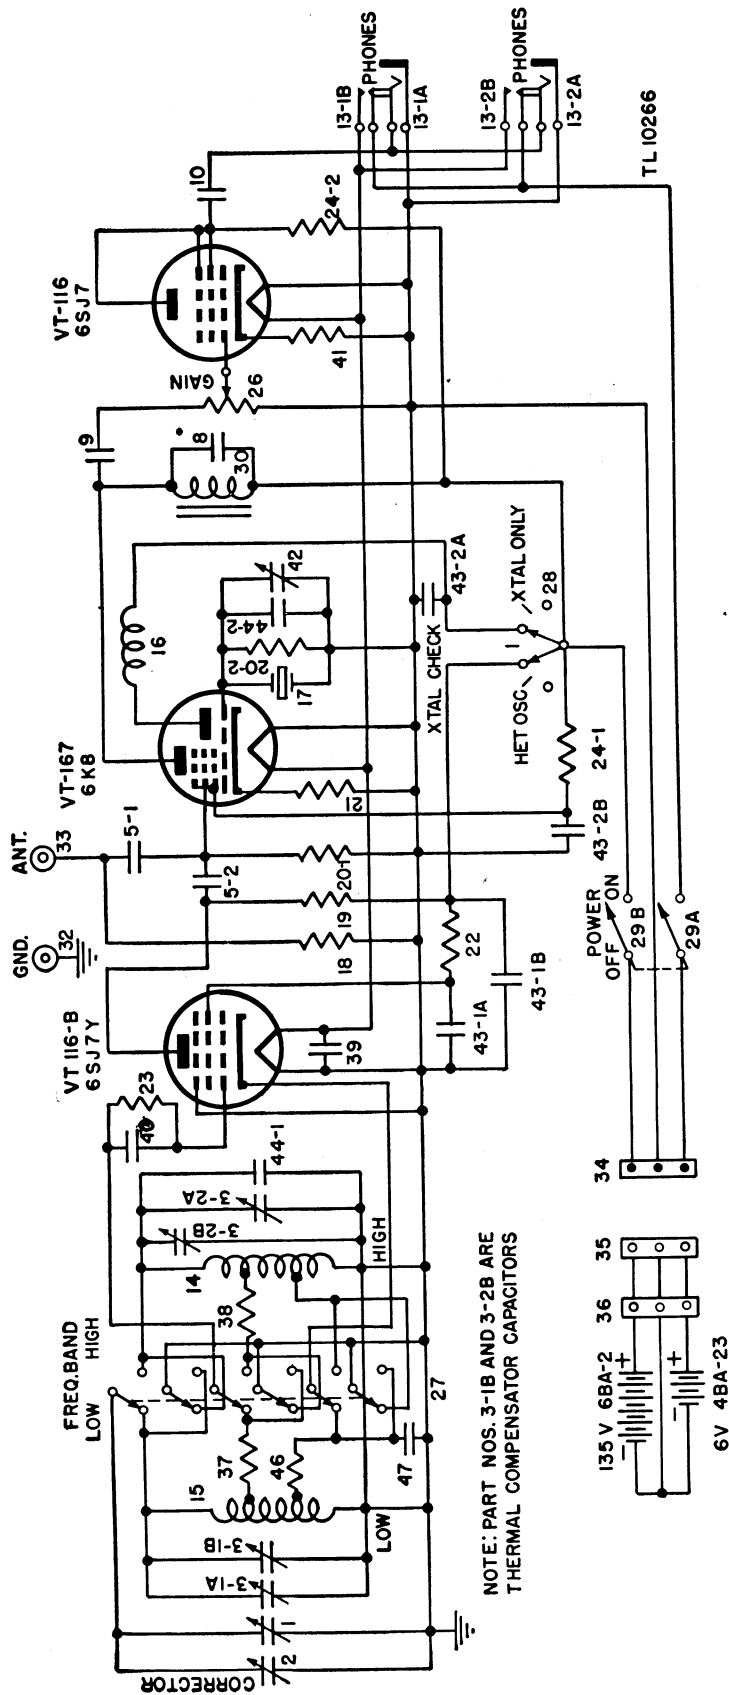 CORRECTOR
2
1
3-1A
3-1B
15
LOW
37
46
47
27
FREQ. BAND
LOW
HIGH
14
38
HIGH
3-2B
3-2A
44-1
40
23
VT 116-B
6SJ7Y
39
43-1A
22
43-1B
GND.
32
ANT.
33
5-1
5-2
18
19
20-1
21
VT-167
6K8
16
17
20-2
44-2
42
XTAL CHECK
43-2A
HET OSC.
XTAL ONLY
28
24-1
43-2B
9
8
30
26
GAIN
VT-116
6SJ7
41
24-2
10
13-1B
PHONES
13-1A
13-2B
PHONES
13-2A
TL 10266
POWER
OFF
ON
29B
29A
34
35
36
135 V 6BA-2
+
−
6V 4BA-23
+
−
NOTE: PART NOS. 3-1B AND 3-2B ARE
THERMAL COMPENSATOR CAPACITORS